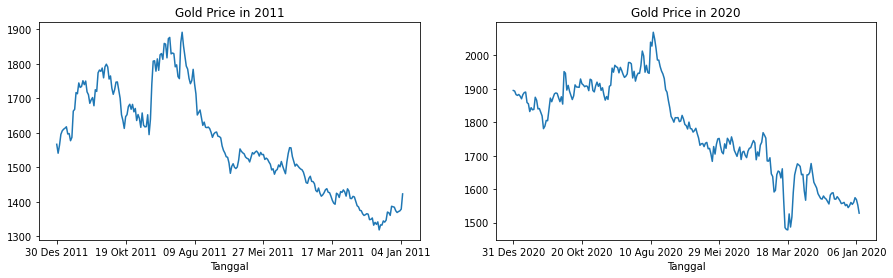 Gold Price in 2011
1900
1800
1700
1600
1500
1400
1300
30 Des 2011 19 Okt 2011 09 Agu 2011 27 Mei 2011 17 Mar 2011 04 Jan 2011
Tanggal
Gold Price in 2020
2000
1900
1800
1700
1600
1500
31 Des 2020 20 Okt 2020 10 Agu 2020 29 Mei 2020 18 Mar 2020 06 Jan 2020
Tanggal